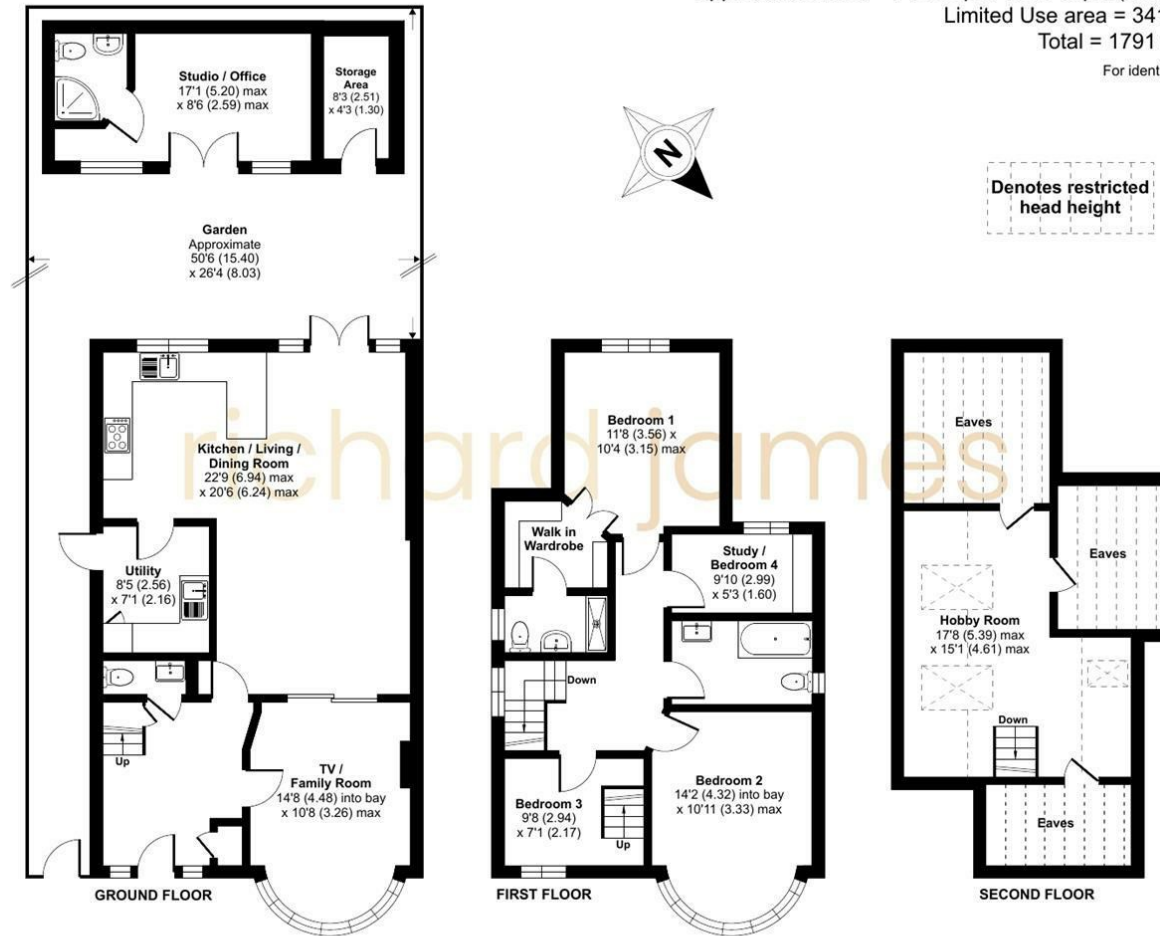 Limited Use area = 341
Total = 1791
For ident
N
Denotes restricted
head height
Studio / Office
17'1 (5.20) max
x 8'6 (2.59) max
Storage
Area
8'3 (2.51)
x 4'3 (1.30)
Garden
Approximate
50'6 (15.40)
x 26'4 (8.03)
Kitchen / Living /
Dining Room
22'9 (6.94) max
x 20'6 (6.24) max
Utility
8'5 (2.56)
x 7'1 (2.16)
Up
TV /
Family Room
14'8 (4.48) into bay
x 10'8 (3.26) max
GROUND FLOOR
Bedroom 1
11'8 (3.56) x
10'4 (3.15) max
Walk in
Wardrobe
Study /
Bedroom 4
9'10 (2.99)
x 5'3 (1.60)
Down
Bedroom 3
9'8 (2.94)
x 7'1 (2.17)
Up
Bedroom 2
14'2 (4.32) into bay
x 10'11 (3.33) max
FIRST FLOOR
Eaves
Eaves
Hobby Room
17'8 (5.39) max
x 15'1 (4.61) max
Down
Eaves
SECOND FLOOR
richard james